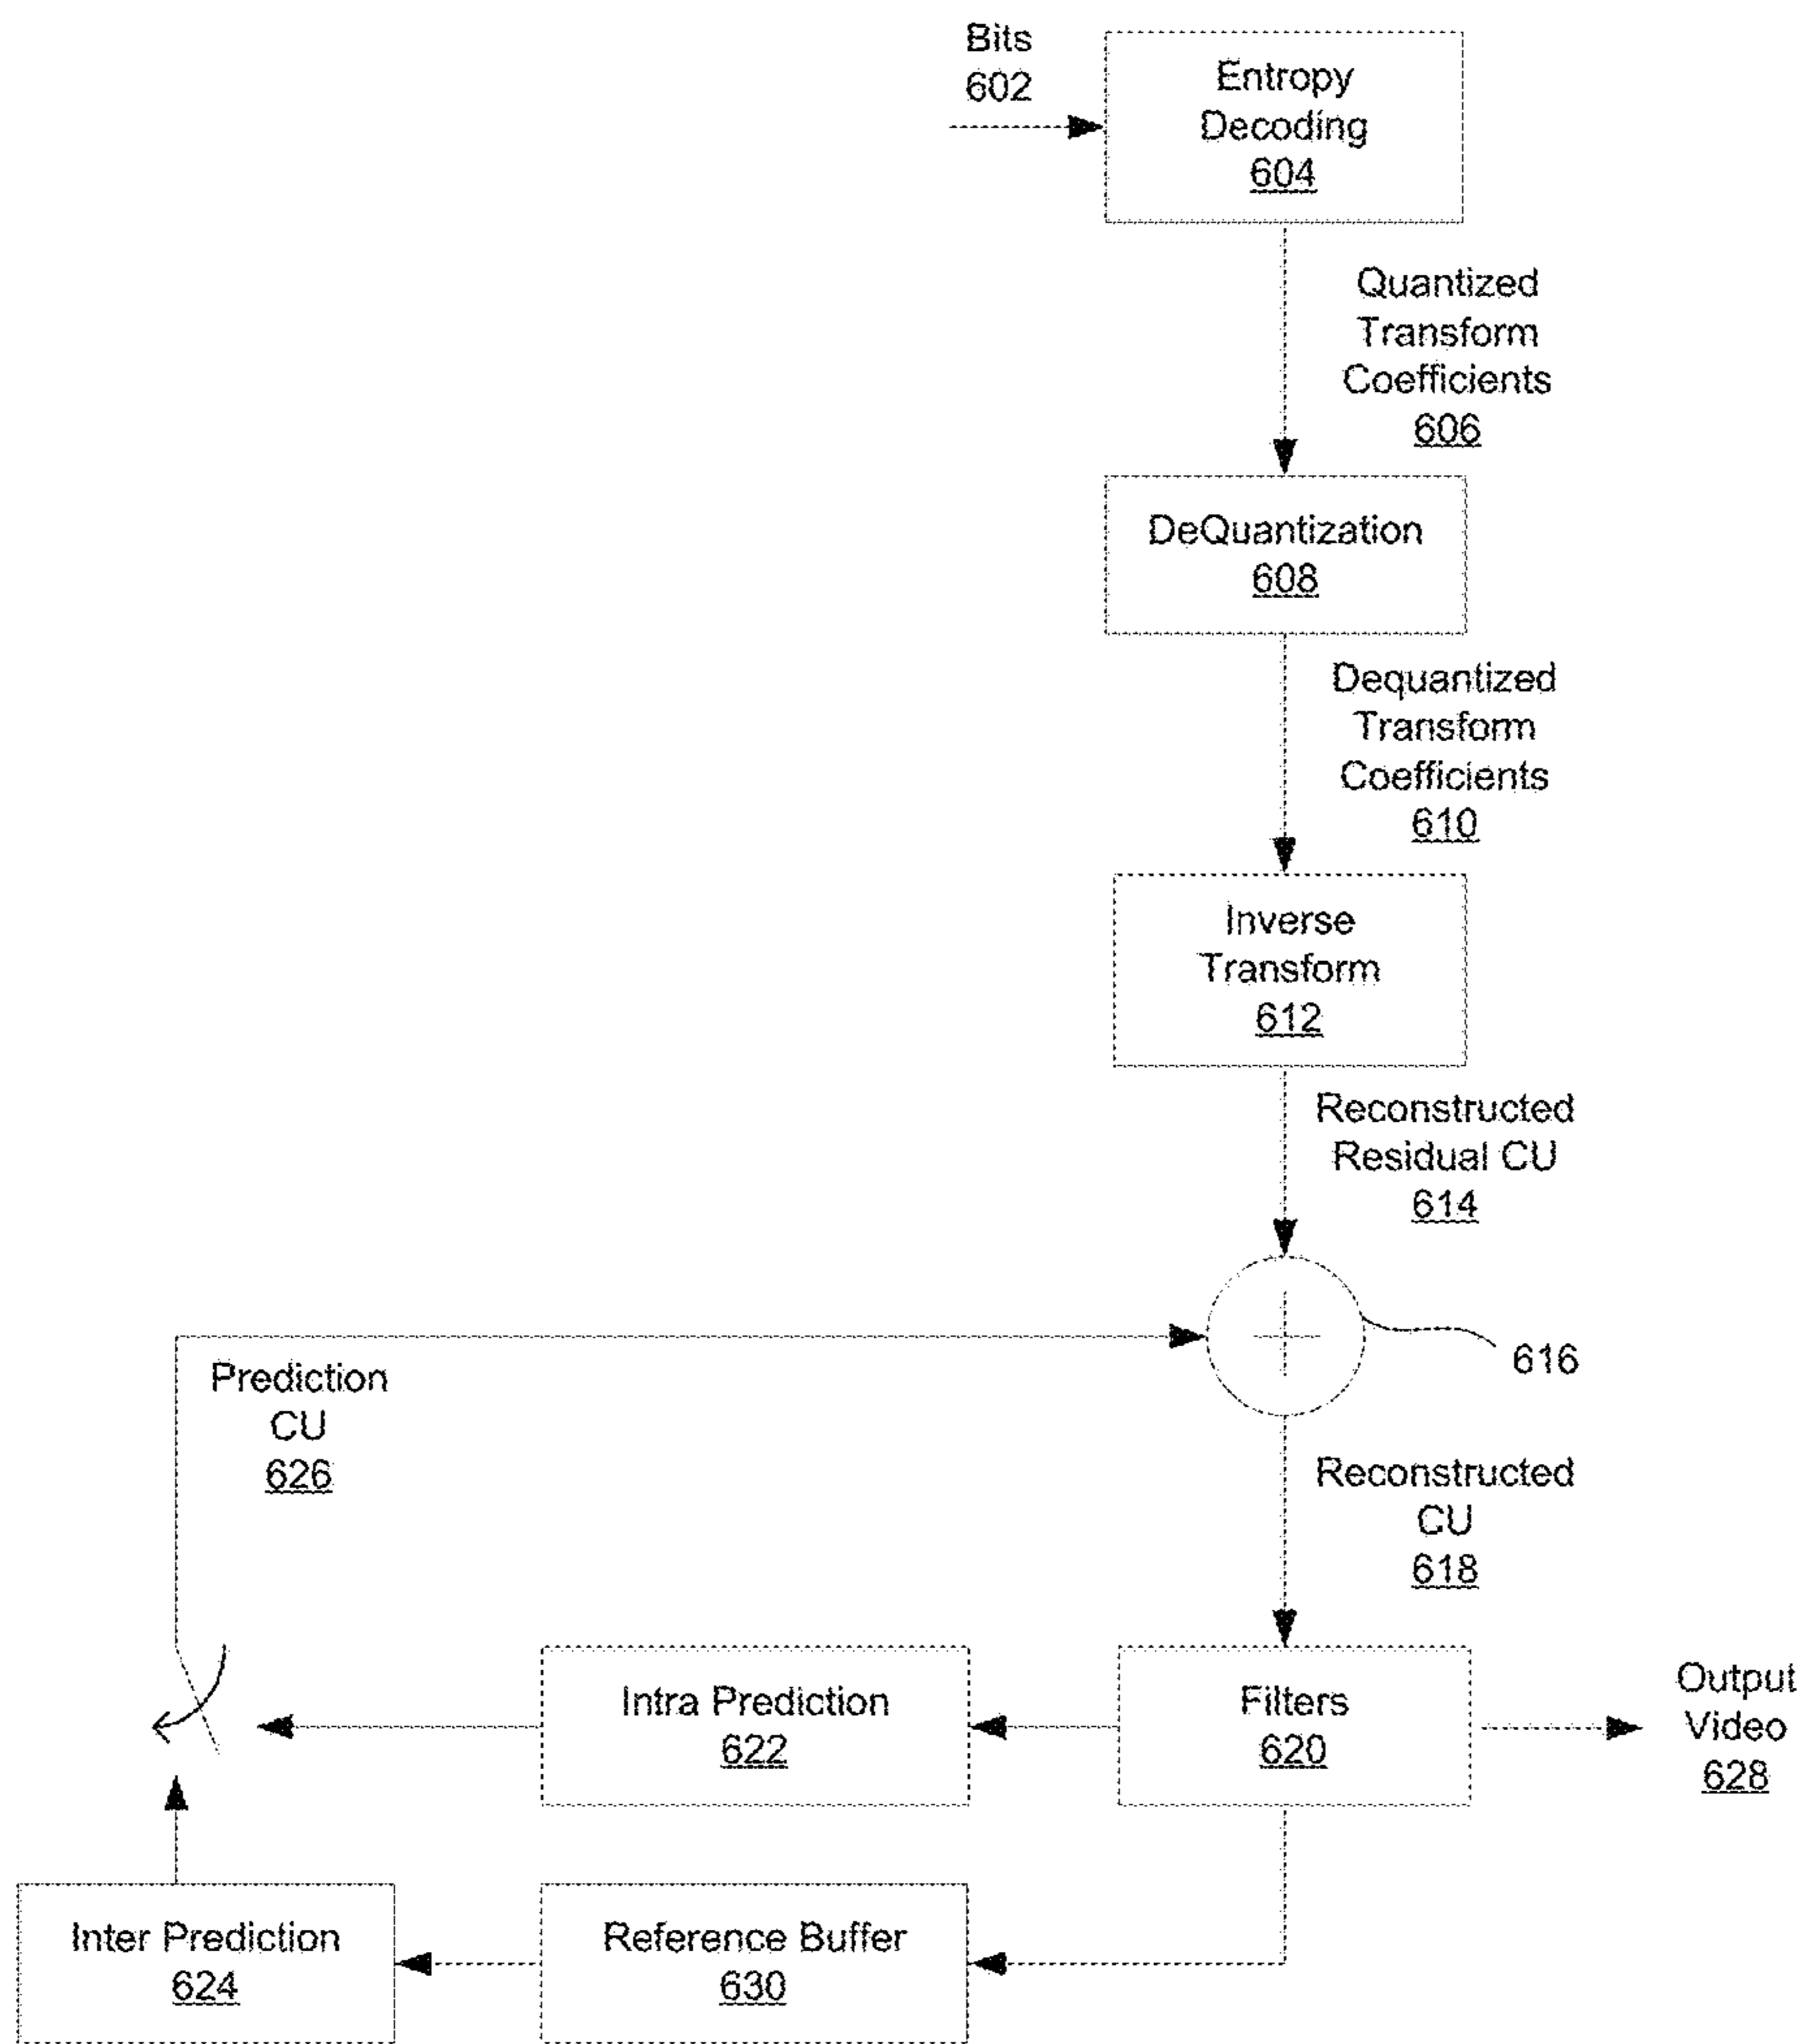 Bits
602
Entropy
Decoding
604
Quantized
Transform
Coefficients
606
DeQuantization
608
Dequantized
Transform
Coefficients
610
Inverse
Transform
612
Reconstructed
Residual CU
614
616
Prediction
CU
626
Reconstructed
CU
618
Intra Prediction
622
Filters
620
Output
Video
628
Inter Prediction
624
Reference Buffer
630